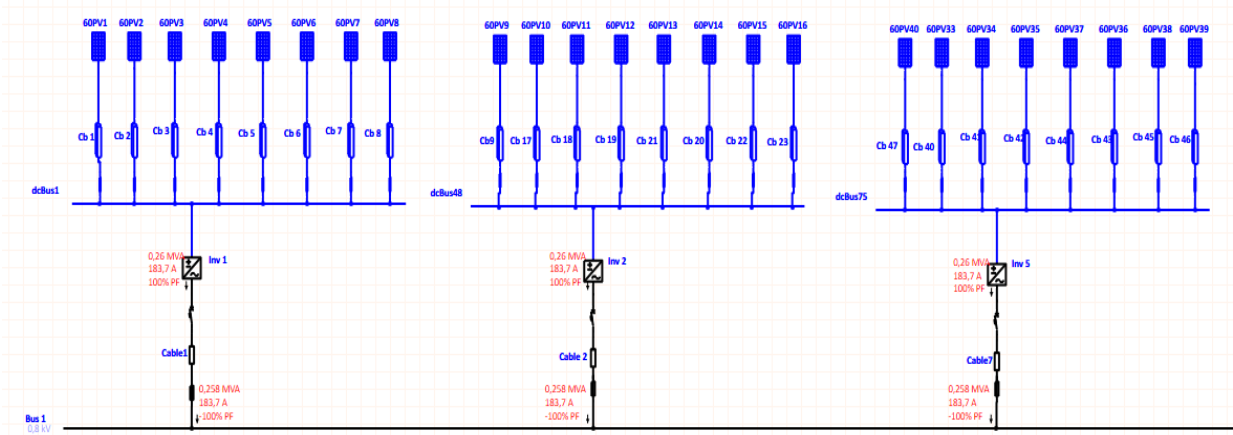 60PV1 60PV2 60PV3 60PV4 60PV5 60PV6 60PV7 60PV8
60PV9 60PV10 60PV11 60PV12 60PV13 60PV14 60PV15 60PV16
60PV40 60PV33 60PV34 60PV35 60PV37 60PV36 60PV38 60PV39
Cb 1 Cb 2 Cb 3 Cb 4 Cb 5 Cb 6 Cb 7 Cb 8
Cb9 Cb 17 Cb 18 Cb 19 Cb 21 Cb 20 Cb 22 Cb 23
Cb 47 Cb 40 Cb 41 Cb 42 Cb 44 Cb 43 Cb 45 Cb 46
dcBus1
dcBus48
dcBus75
0,26 MVA
183,7 A
100% PF
Inv 1
0,26 MVA
183,7 A
100% PF
Inv 2
0,26 MVA
183,7 A
100% PF
Inv 5
Cable1
Cable 2
Cable7
0,258 MVA
183,7 A
-100% PF
0,258 MVA
183,7 A
-100% PF
0,258 MVA
183,7 A
-100% PF
Bus 1
0,8 kV